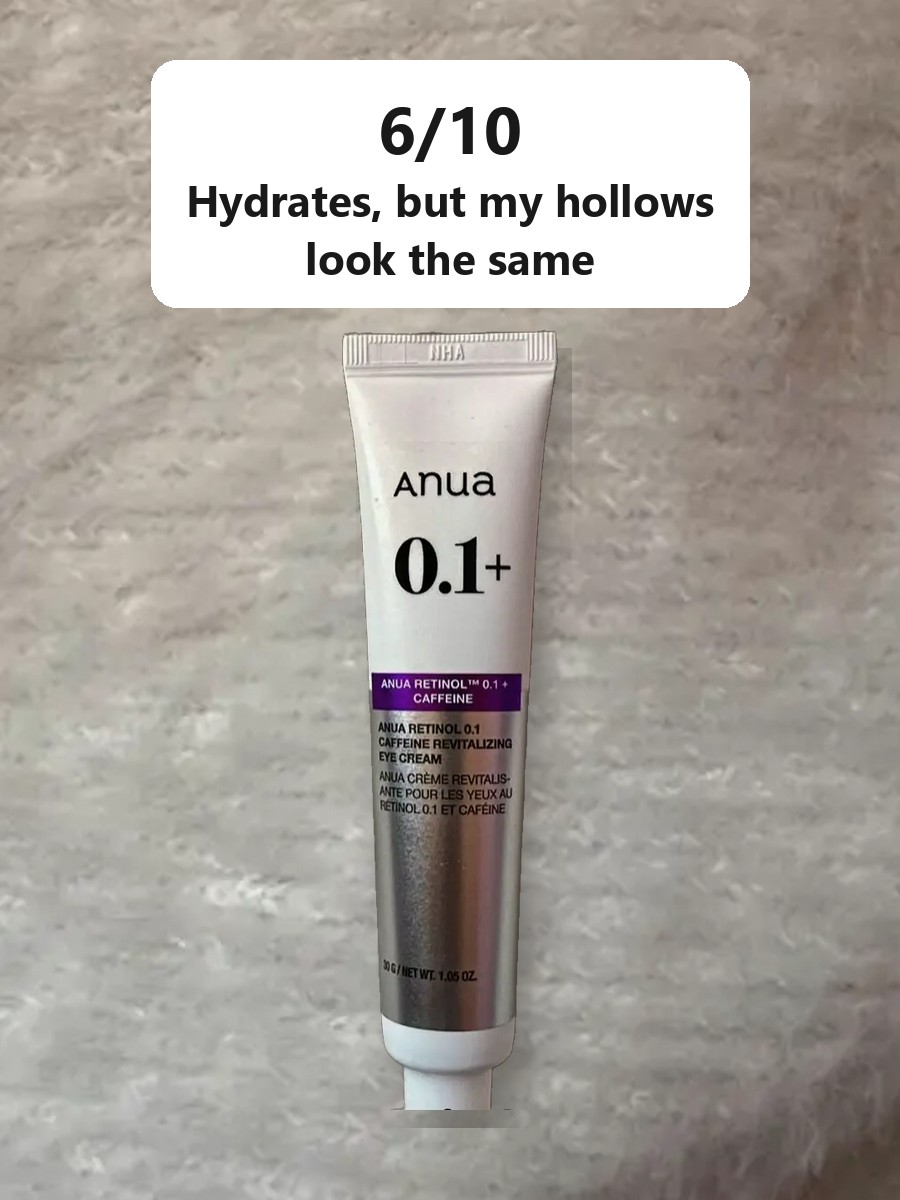 6/10
Hydrates, but my hollows
look the same
NHA
Anua
0.1+
ANUA RETINOL™ 0.1 +
CAFFEINE
ANUA RETINOL 0.1
CAFFEINE REVITALIZING
EYE CREAM
ANUA CRÈME REVITALIS-
ANTE POUR LES YEUX AU
RÉTINOL 0.1 ET CAFÉINE
30 G / NET WT. 1.05 OZ.